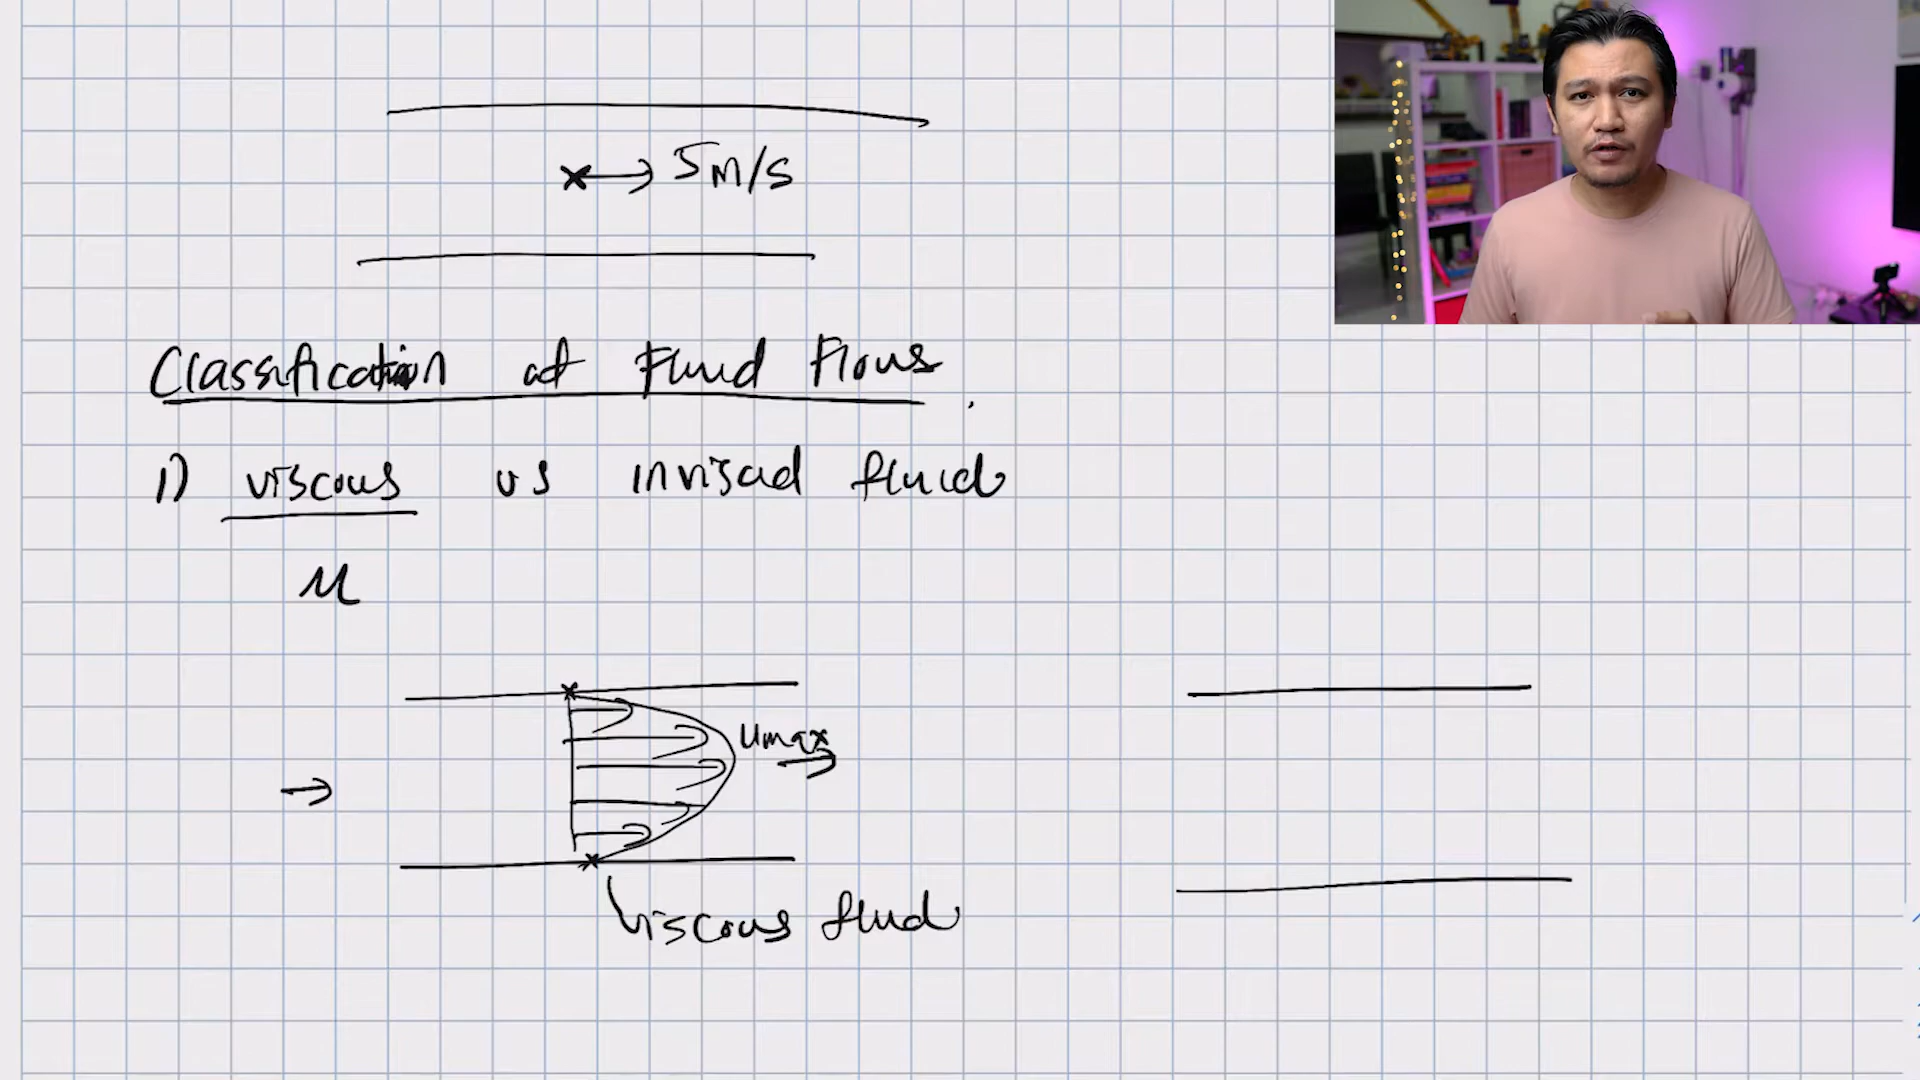 5m/s
Classification of Fluid Flows
1) viscous vs inviscid fluid
μ
umax
viscous fluid